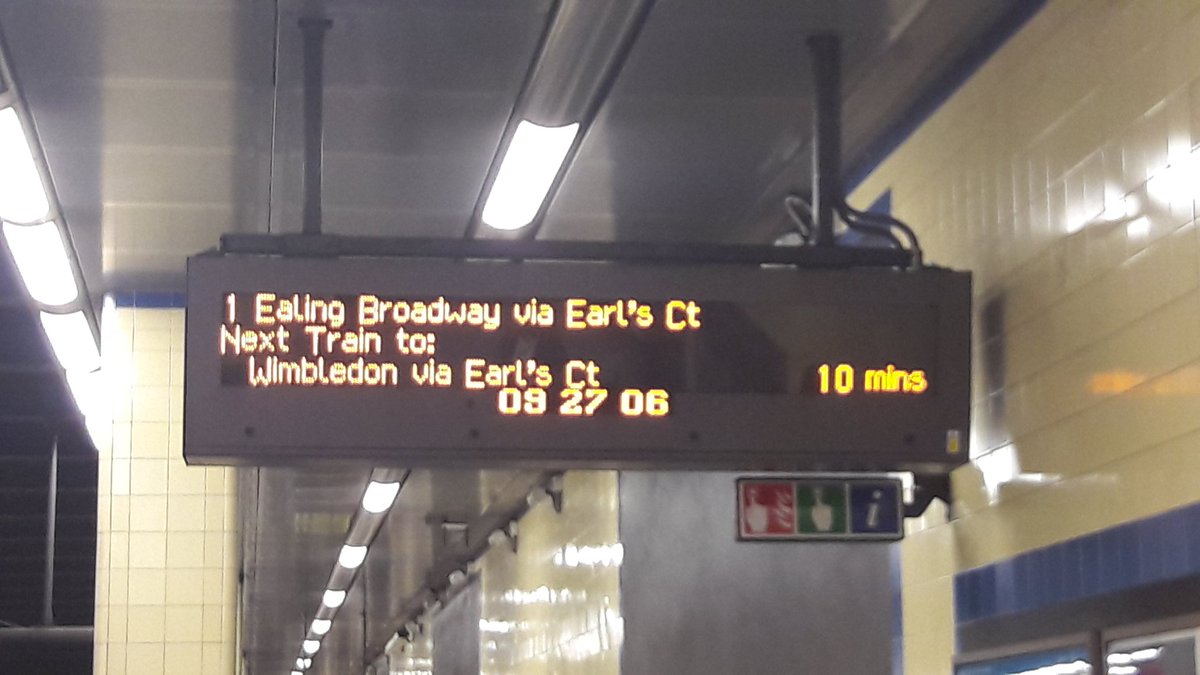 1 Ealing Broadway via Earl's Ct
Next Train to:
Wimbledon via Earl's Ct 10 mins
09 27 06
i